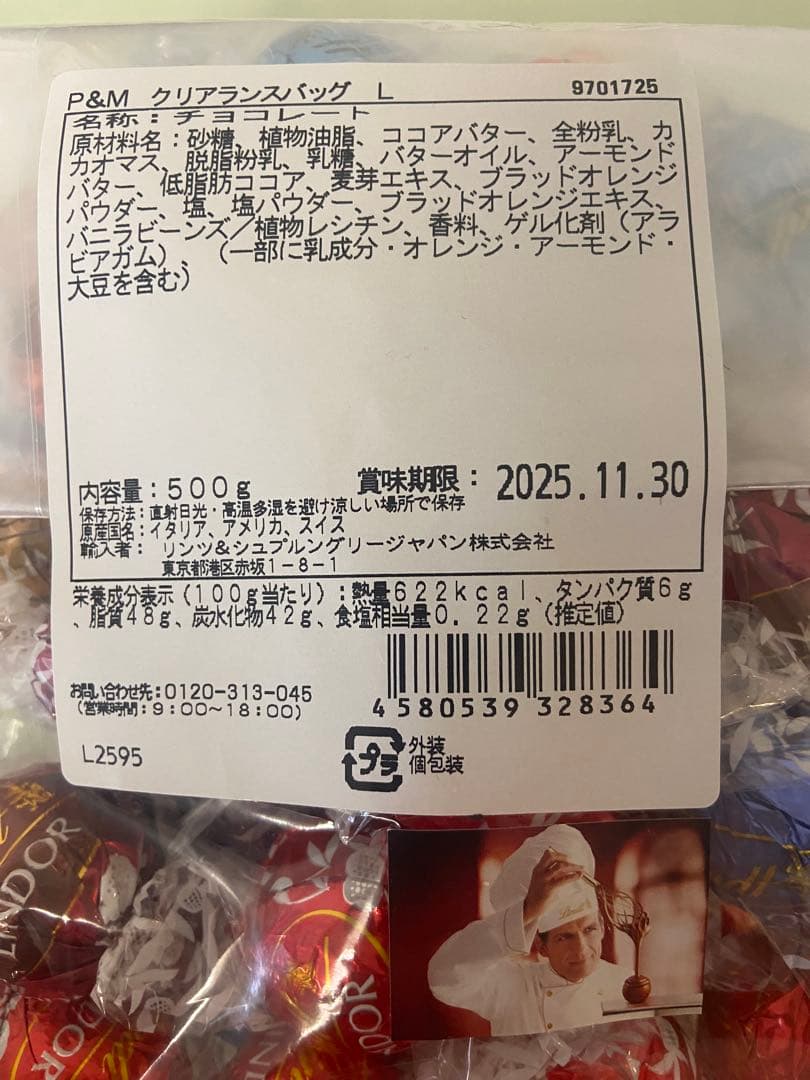 P&M クリアランスバッグ L 9701725
名称：チョコレート
原材料名：砂糖、植物油脂、ココアバター、全粉乳、カ
カオマス、脱脂粉乳、乳糖、バターオイル、アーモンド
バター、低脂肪ココア、麦芽エキス、ブラッドオレンジ
パウダー、塩、塩パウダー、ブラッドオレンジエキス、
バニラビーンズ／植物レシチン、香料、ゲル化剤（アラ
ビアガム）、（一部に乳成分・オレンジ・アーモンド・
大豆を含む）
内容量：500g 賞味期限：2025.11.30
保存方法：直射日光・高温多湿を避け涼しい場所で保存
原産国名：イタリア、アメリカ、スイス
輸入者： リンツ&シュプルングリージャパン株式会社
東京都港区赤坂1-8-1
栄養成分表示（100g当たり）：熱量622kcal、タンパク質6g
、脂質48g、炭水化物42g、食塩相当量0.22g（推定値）
お問い合わせ先：0120-313-045
（営業時間：9：00～18：00）
4 580539 328364
L2595
プラ
外装
個包装
LINDOR
Lindt